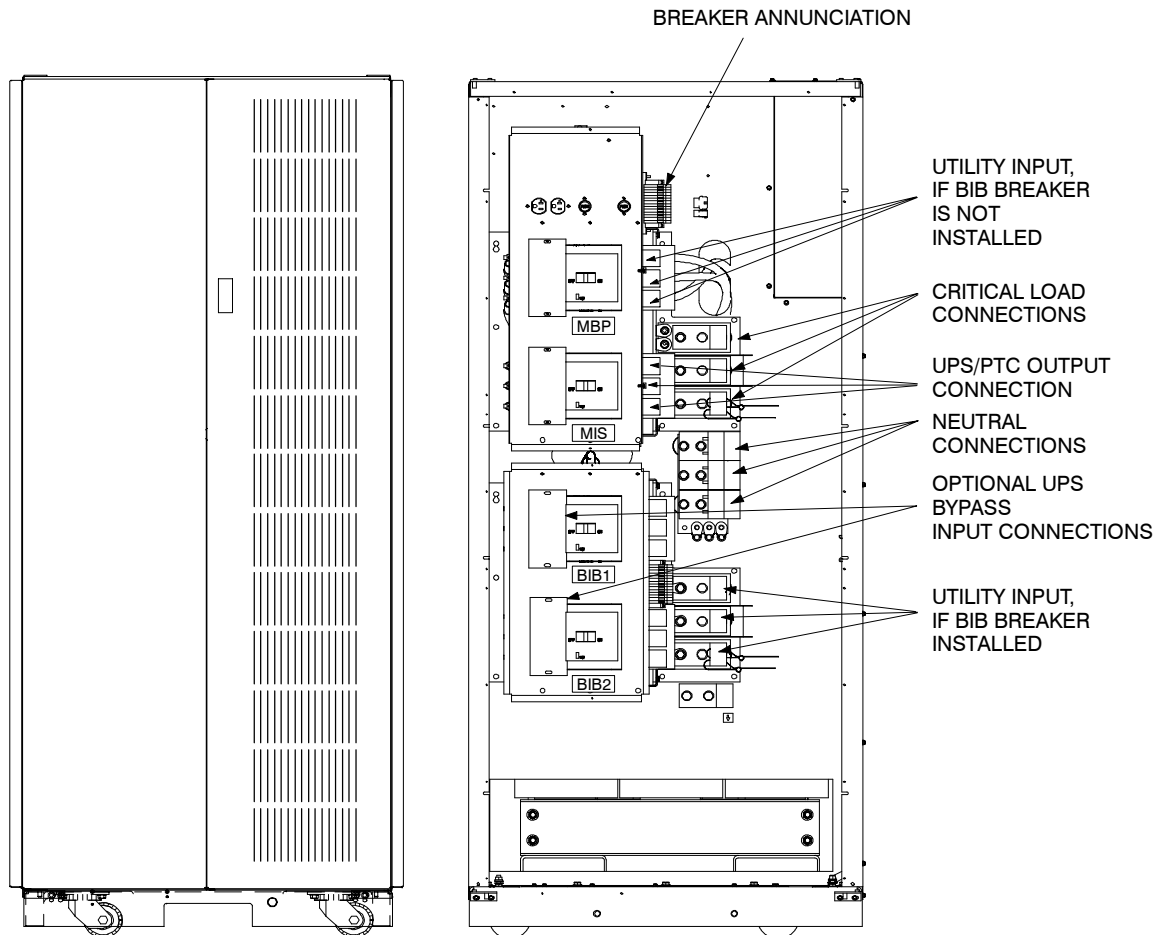 BREAKER ANNUNCIATION
UTILITY INPUT,
IF BIB BREAKER
IS NOT
INSTALLED
CRITICAL LOAD
CONNECTIONS
MBP
UPS/PTC OUTPUT
CONNECTION
MIS
NEUTRAL
CONNECTIONS
OPTIONAL UPS
BYPASS
INPUT CONNECTIONS
BIB1
UTILITY INPUT,
IF BIB BREAKER
INSTALLED
BIB2